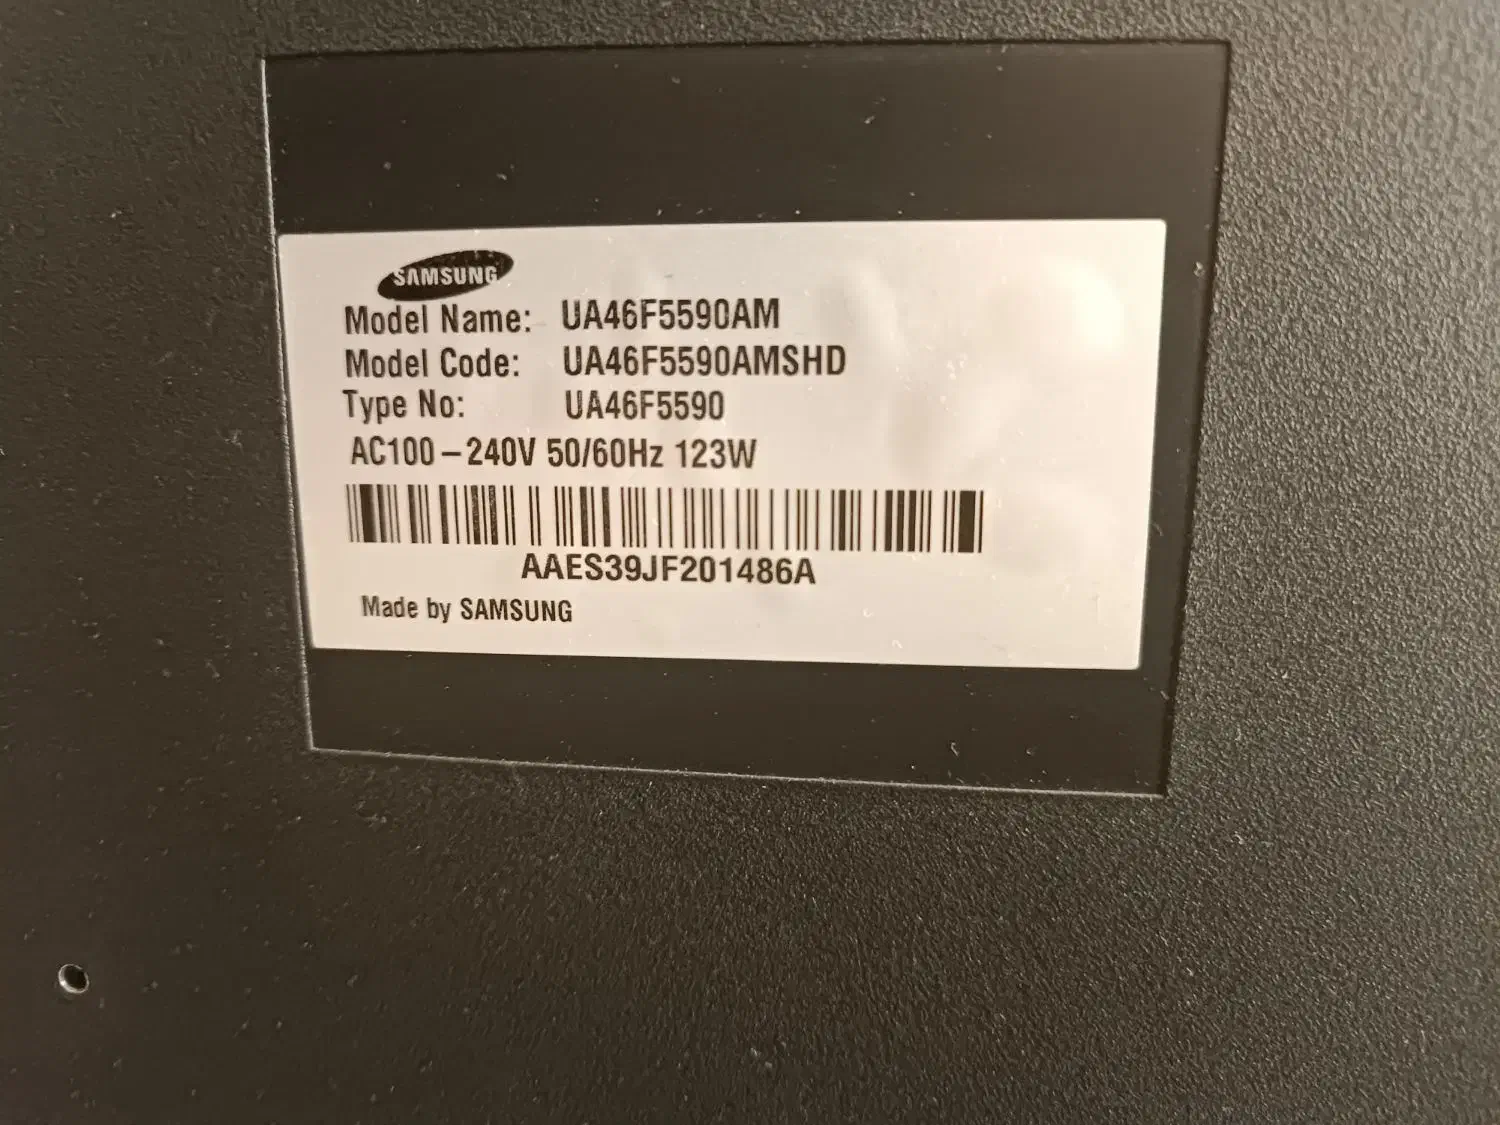 SAMSUNG
Model Name: UA46F5590AM
Model Code: UA46F5590AMSHD
Type No: UA46F5590
AC100-240V 50/60Hz 123W
AAES39JF201486A
Made by SAMSUNG